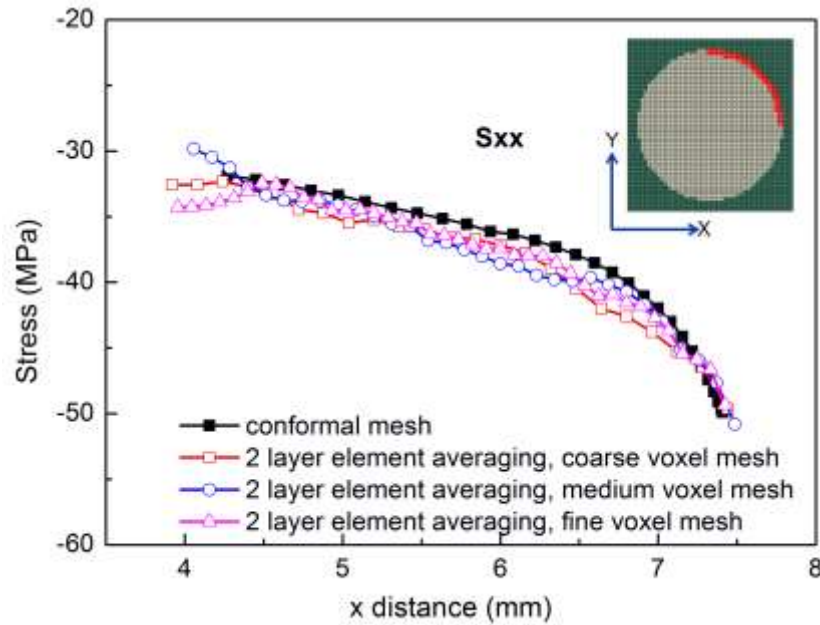 -20
-30
-40
-50
-60
Stress (MPa)
Sxx
Y
X
conformal mesh
2 layer element averaging, coarse voxel mesh
2 layer element averaging, medium voxel mesh
2 layer element averaging, fine voxel mesh
4 5 6 7 8
x distance (mm)